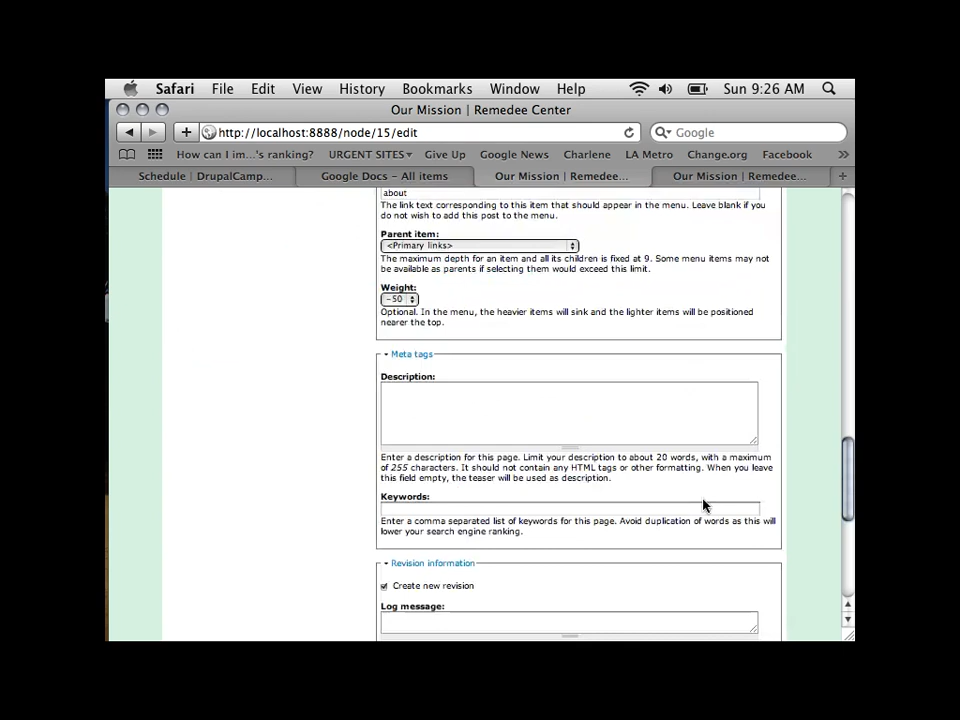 Safari File Edit View History Bookmarks Window Help Sun 9:26 AM
Our Mission | Remedee Center
http://localhost:8888/node/15/edit Google
How can I im...'s ranking? URGENT SITES▾ Give Up Google News Charlene LA Metro Change.org Facebook »
Schedule | DrupalCamp... Google Docs - All items Our Mission | Remedee... Our Mission | Remedee... +
about
The link text corresponding to this item that should appear in the menu. Leave blank if you
do not wish to add this post to the menu.
Parent item:
<Primary links>
The maximum depth for an item and all its children is fixed at 9. Some menu items may not
be available as parents if selecting them would exceed this limit.
Weight:
-50
Optional. In the menu, the heavier items will sink and the lighter items will be positioned
nearer the top.
Meta tags
Description:
Enter a description for this page. Limit your description to about 20 words, with a maximum
of 255 characters. It should not contain any HTML tags or other formatting. When you leave
this field empty, the teaser will be used as description.
Keywords:
Enter a comma separated list of keywords for this page. Avoid duplication of words as this will
lower your search engine ranking.
Revision information
Create new revision
Log message: